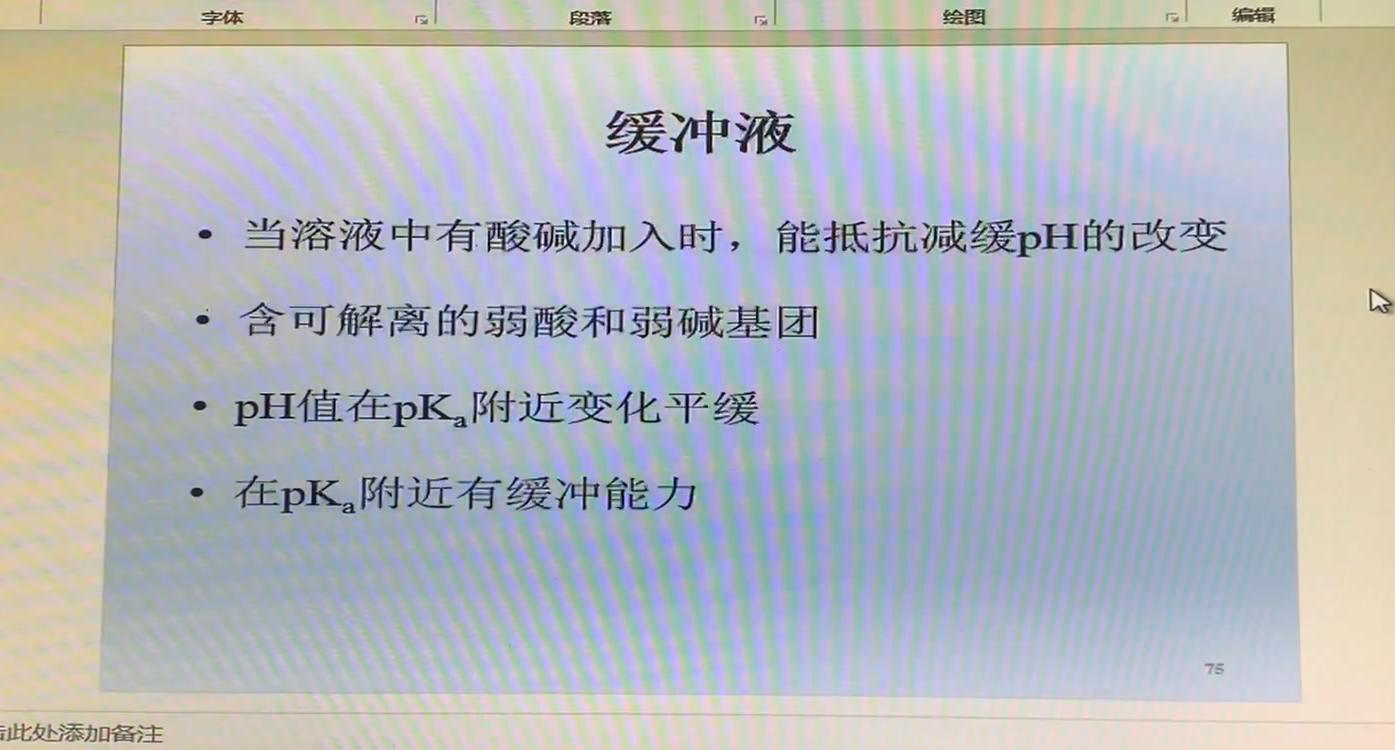 字体 段落 绘图 编辑
缓冲液
• 当溶液中有酸碱加入时，能抵抗减缓pH的改变
• 含可解离的弱酸和弱碱基团
• pH值在pKₐ附近变化平缓
• 在pKₐ附近有缓冲能力
75
击此处添加备注